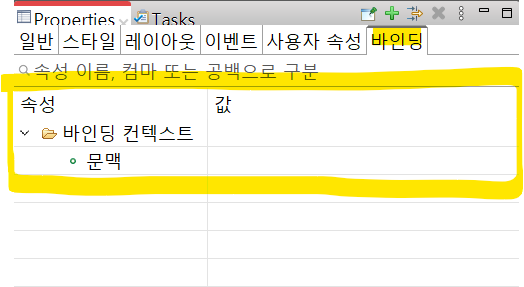 Properties Tasks
일반 스타일 레이아웃 이벤트 사용자 속성 바인딩
속성 이름, 컴마 또는 공백으로 구분
속성 값
바인딩 컨텍스트
문맥